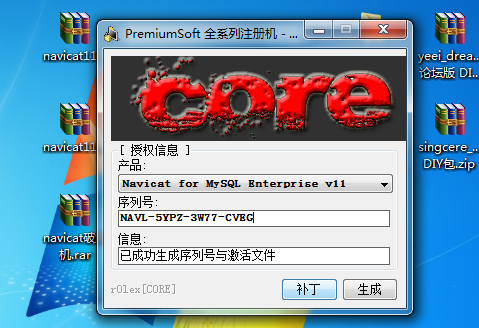 navicat11
navicat11
navicat破
机.rar
PremiumSoft 全系列注册机 - ...
core
[ 授权信息 ]
产品:
Navicat for MySQL Enterprise v11
序列号:
NAVL-5YPZ-3W77-CVEG
信息:
已成功生成序列号与激活文件
rOlex[CORE]
补丁
生成
yeei_drea...
论坛版 DI...
singcere_...
DIY包.zip